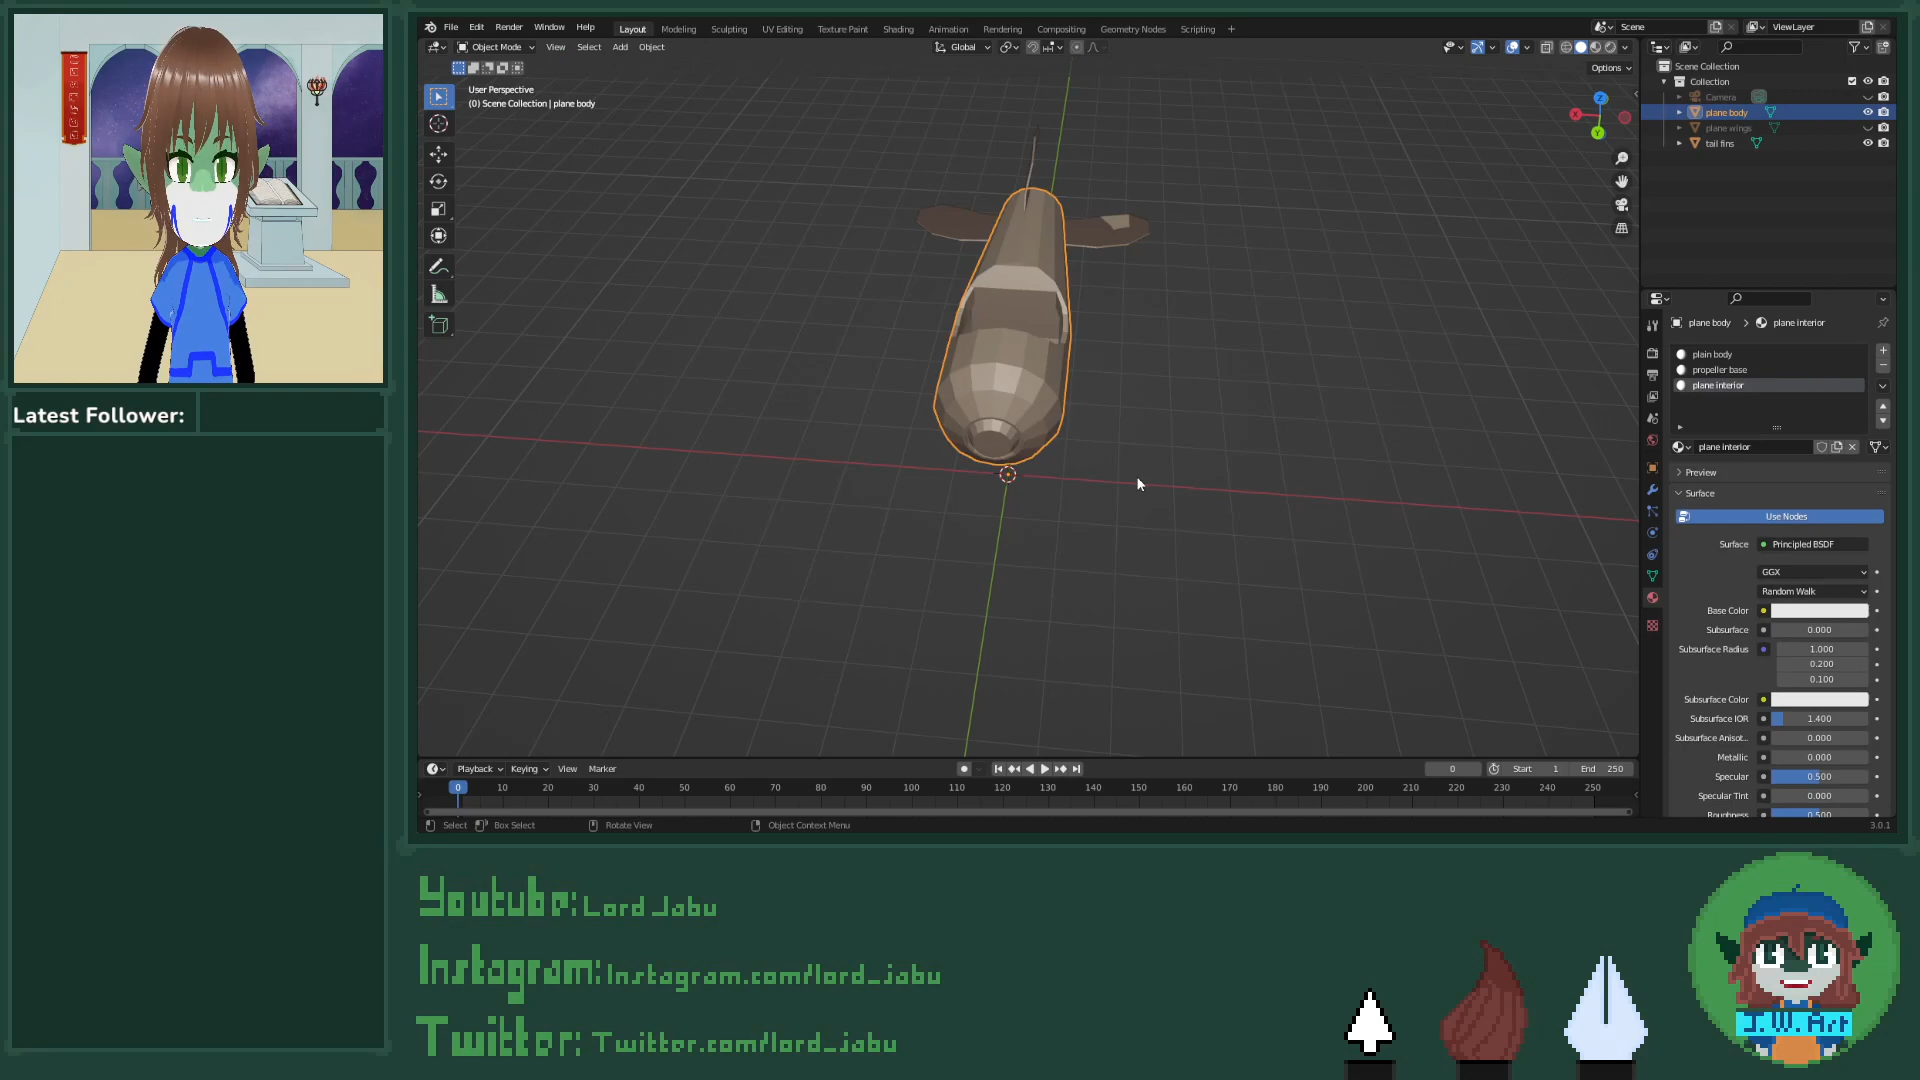 File Edit Render Window Help Layout Modeling Sculpting UV Editing Texture Paint Shading Animation Rendering Compositing Geometry Nodes Scripting + Scene ViewLayer
Object Mode View Select Add Object Global
Options
User Perspective
(0) Scene Collection | plane body
Z
X
Y
Scene Collection
Collection
Camera
plane body
plane wings
tail fins
plane body > plane interior
plain body
propeller base
plane interior
plane interior
Preview
Surface
Use Nodes
Surface Principled BSDF
GGX
Random Walk
Base Color
Subsurface 0.000
Subsurface Radius 1.000
0.200
0.100
Subsurface Color
Subsurface IOR 1.400
Subsurface Anisot.. 0.000
Metallic 0.000
Specular 0.500
Specular Tint 0.000
Roughness 0.500
Playback Keying View Marker 0 Start 1 End 250
0 10 20 30 40 50 60 70 80 90 100 110 120 130 140 150 160 170 180 190 200 210 220 230 240 250
Select Box Select Rotate View Object Context Menu 3.0.1
Latest Follower:
Youtube: Lord Jabu
Instagram: Instagram.com/lord_jabu
Twitter: Twitter.com/lord_jabu
J.W. Art